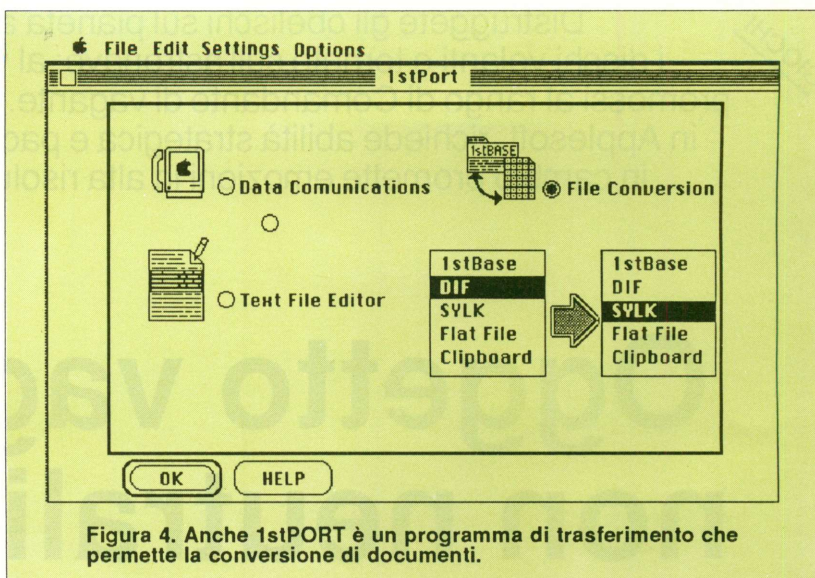 File Edit Settings Options
1stPort
1stBASE
Data Comunications
File Conversion
Text File Editor
1stBase
DIF
SYLK
Flat File
Clipboard
1stBase
DIF
SYLK
Flat File
Clipboard
OK
HELP
Figura 4. Anche 1stPORT è un programma di trasferimento che
permette la conversione di documenti.